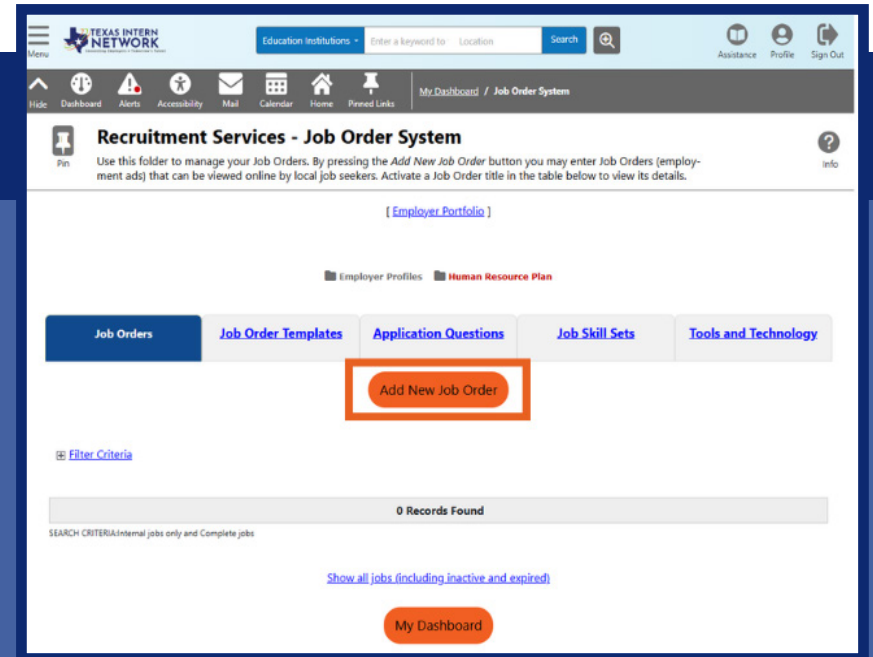 Menu
TEXAS INTERN
NETWORK
Education Institutions
Enter a keyword to
Location
Search
Assistance
Profile
Sign Out
Hide
Dashboard
Alerts
Accessibility
Mail
Calendar
Home
Pinned Links
My Dashboard / Job Order System
Pin
Recruitment Services - Job Order System
Use this folder to manage your Job Orders. By pressing the Add New Job Order button you may enter Job Orders (employ-
ment ads) that can be viewed online by local job seekers. Activate a Job Order title in the table below to view its details.
Info
[ Employer Portfolio ]
Employer Profiles
Human Resource Plan
Job Orders
Job Order Templates
Application Questions
Job Skill Sets
Tools and Technology
Add New Job Order
Filter Criteria
0 Records Found
SEARCH CRITERIA:Internal jobs only and Complete jobs
Show all jobs (including inactive and expired)
My Dashboard